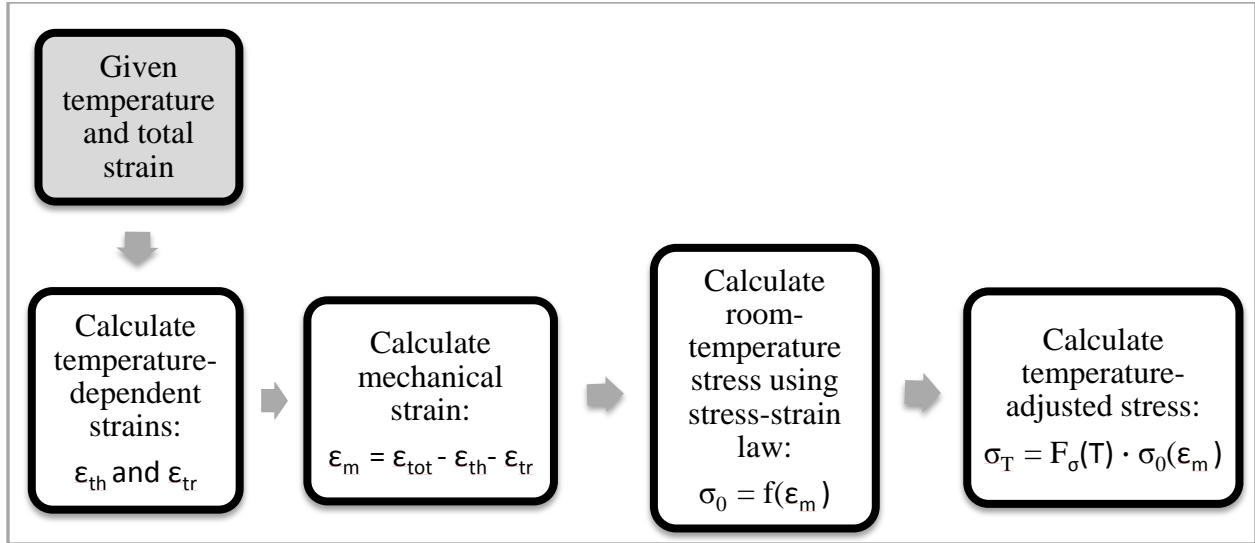 Given
temperature
and total
strain
Calculate
temperature-
dependent
strains:
εth and εtr
Calculate
mechanical
strain:
εm = εtot - εth- εtr
Calculate
room-
temperature
stress using
stress-strain
law:
σ0 = f(εm)
Calculate
temperature-
adjusted stress:
σT = Fσ(T) · σ0(εm)